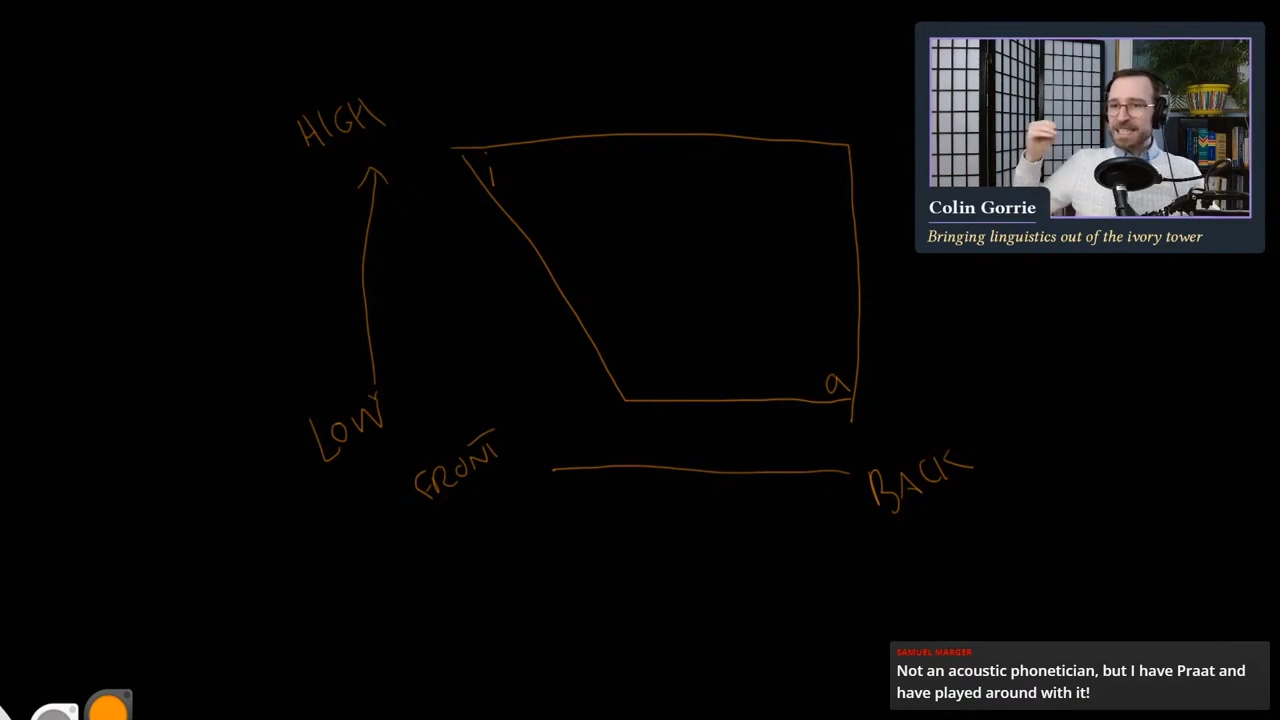 HIGH
i
a
LOW
FRONT
BACK
Colin Gorrie
Bringing linguistics out of the ivory tower
SAMUEL MARGER
Not an acoustic phonetician, but I have Praat and
have played around with it!